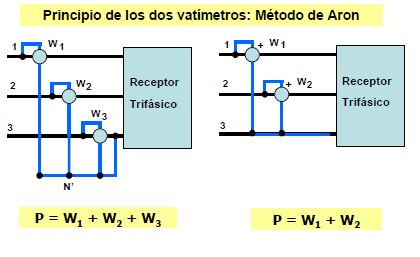 Principio de los dos vatímetros: Método de Aron
1 W1
2 W2
3 W3
N'
Receptor
Trifásico
P = W1 + W2 + W3
1 + W1
2 + W2
3
Receptor
Trifásico
P = W1 + W2